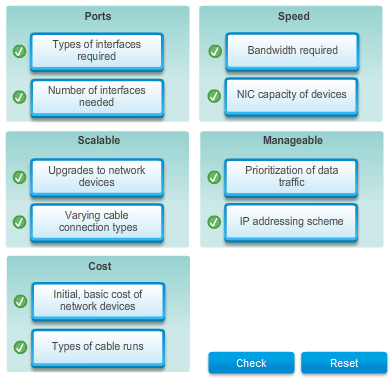 Ports
Types of interfaces
required
Number of interfaces
needed
Speed
Bandwidth required
NIC capacity of devices
Scalable
Upgrades to network
devices
Varying cable
connection types
Manageable
Prioritization of data
traffic
IP addressing scheme
Cost
Initial, basic cost of
network devices
Types of cable runs
Check
Reset